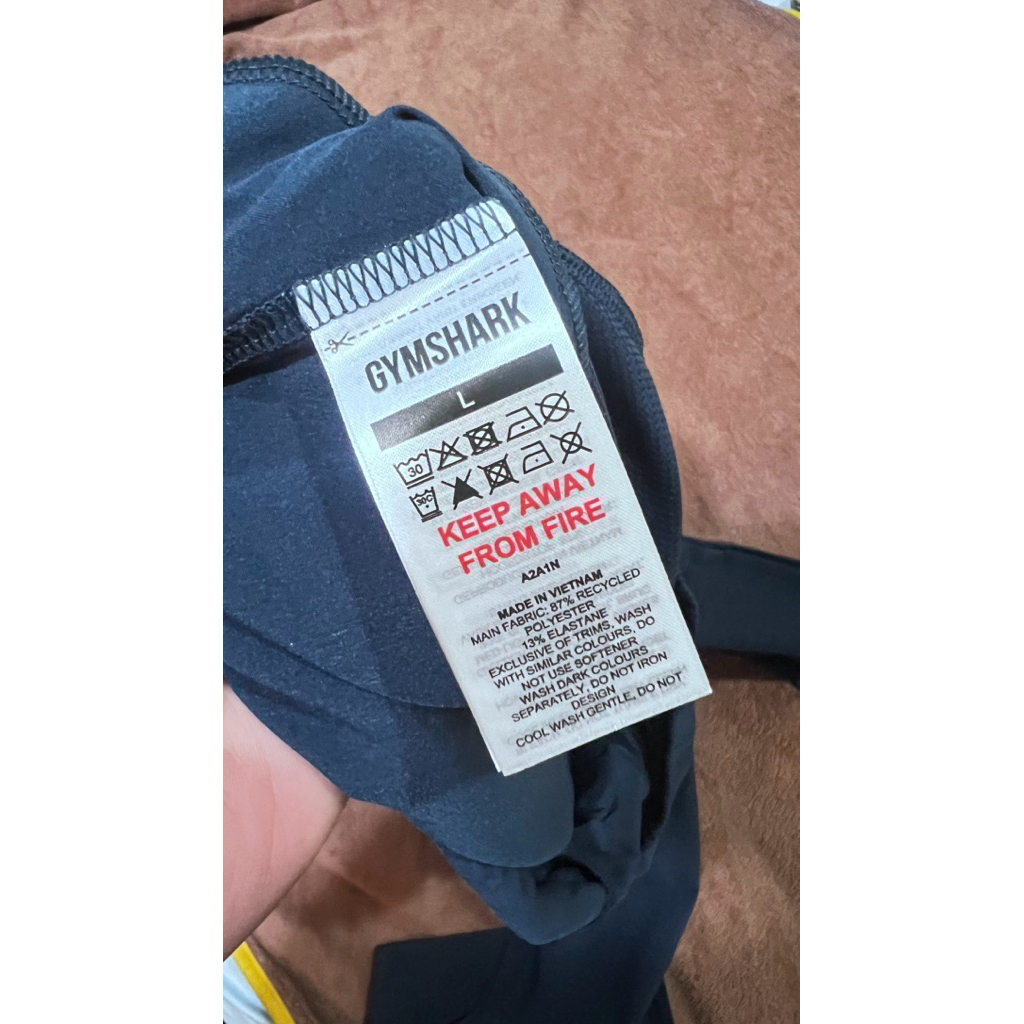 GYMSHARK
L
30
30C
KEEP AWAY
FROM FIRE
A2A1N
MADE IN VIETNAM
MAIN FABRIC: 87% RECYCLED
POLYESTER
13% ELASTANE
EXCLUSIVE OF TRIMS, WASH
WITH SIMILAR COLOURS, DO
NOT USE SOFTENER
WASH DARK COLOURS
SEPARATELY, DO NOT IRON
DESIGN
COOL WASH GENTLE, DO NOT